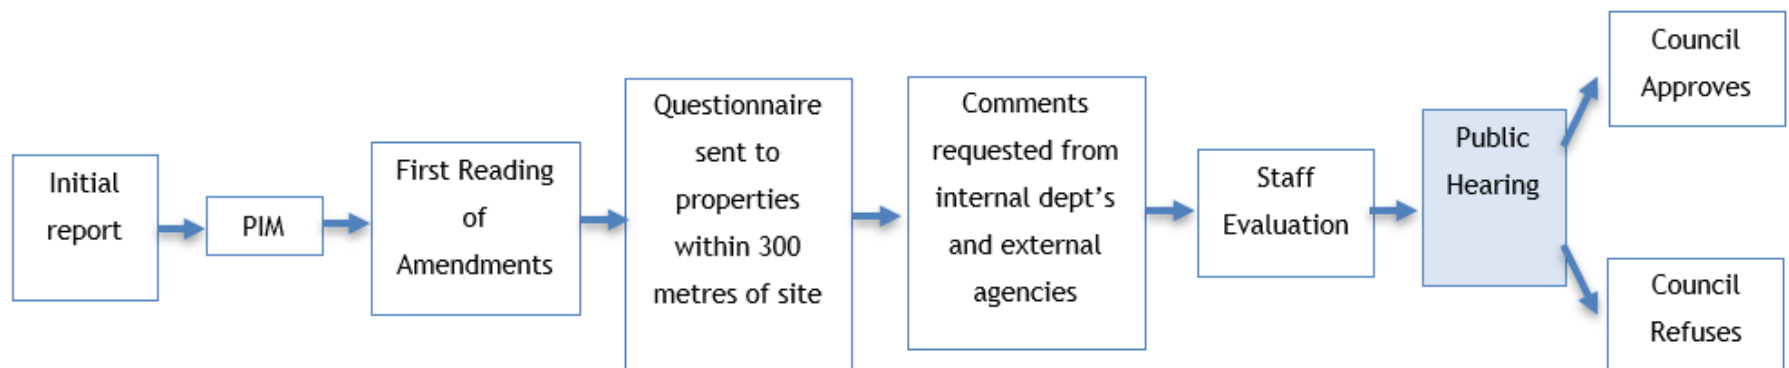 Initial
report
PIM
First Reading
of
Amendments
Questionnaire
sent to
properties
within 300
metres of site
Comments
requested from
internal dept's
and external
agencies
Staff
Evaluation
Public
Hearing
Council
Approves
Council
Refuses